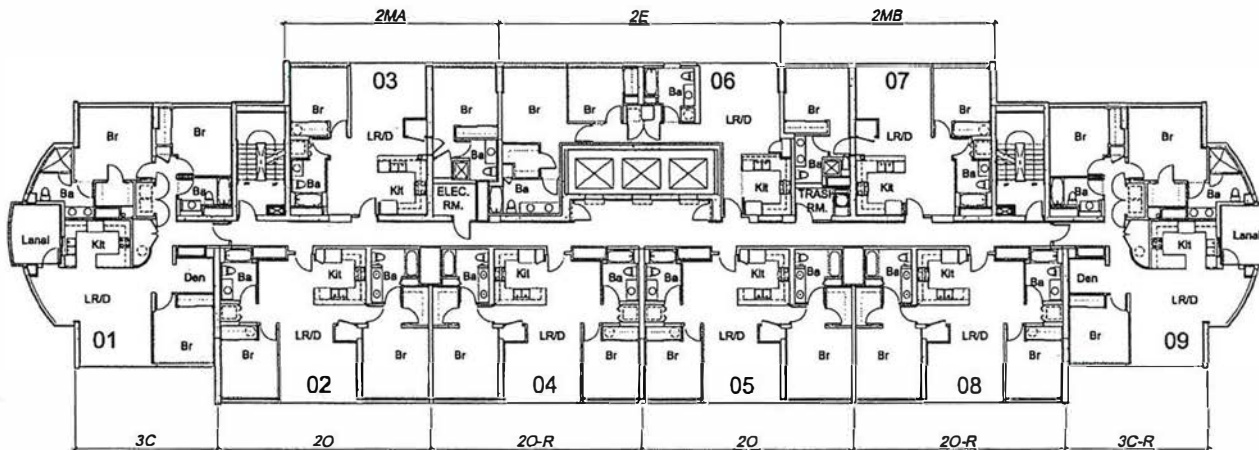 2MA 2E 2MB
03 06 07
Br Br Br Br Ba Br Br
Br Br LR/D LR/D LR/D Br Br
Ba Ba Ba
Ba Ba Ba Kit ELEC. RM. Ba Kit TRASH RM. Kit Ba Ba Ba
Lanai Kit Kit Lanai
Den Ba Kit Ba Ba Kit Ba Ba Kit Ba Ba Kit Ba Den
LR/D LR/D
LR/D LR/D LR/D LR/D
01 Br Br Br Br Br Br Br Br Br Br 09
02 04 05 08
3C 2O 2O-R 2O 2O-R 3C-R